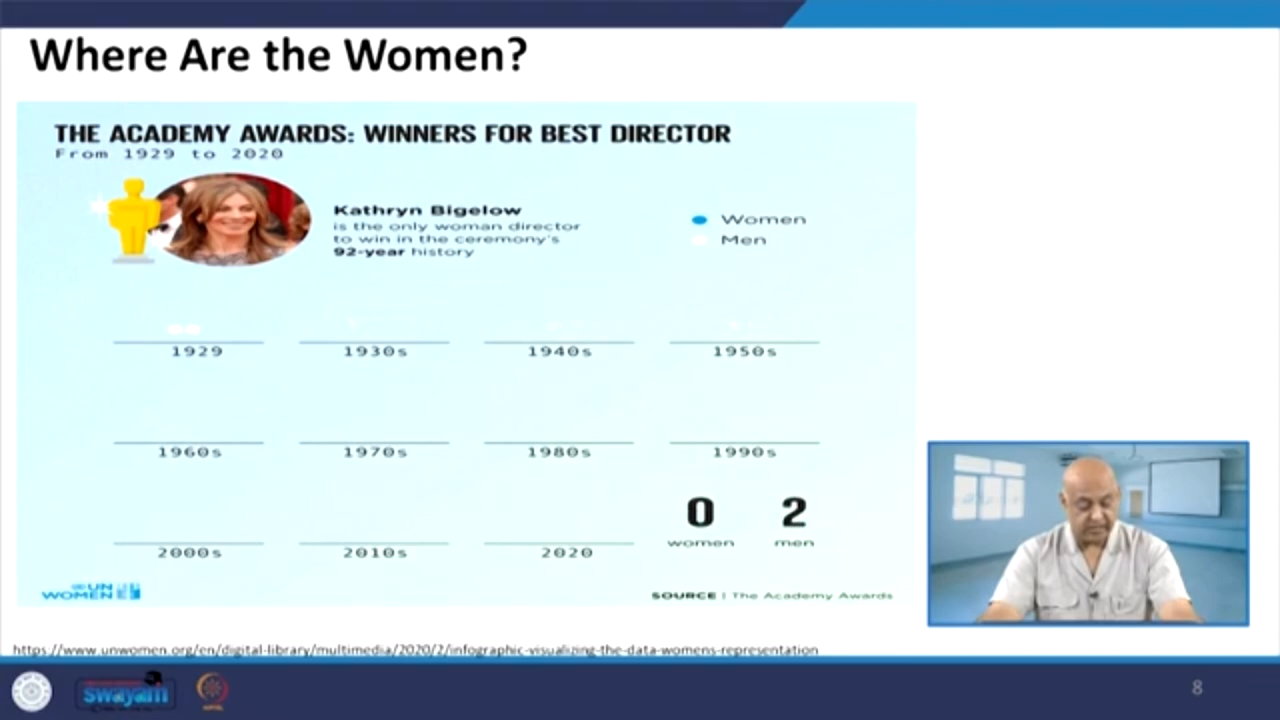 Where Are the Women?
THE ACADEMY AWARDS: WINNERS FOR BEST DIRECTOR
From 1929 to 2020
Kathryn Bigelow
is the only woman director
to win in the ceremony's
92-year history
Women
Men
1929 1930s 1940s 1950s
1960s 1970s 1980s 1990s
0 2
women men
2000s 2010s 2020
UN
WOMEN
SOURCE | The Academy Awards
https://www.unwomen.org/en/digital-library/multimedia/2020/2/infographic-visualizing-the-data-womens-representation
swayam
8